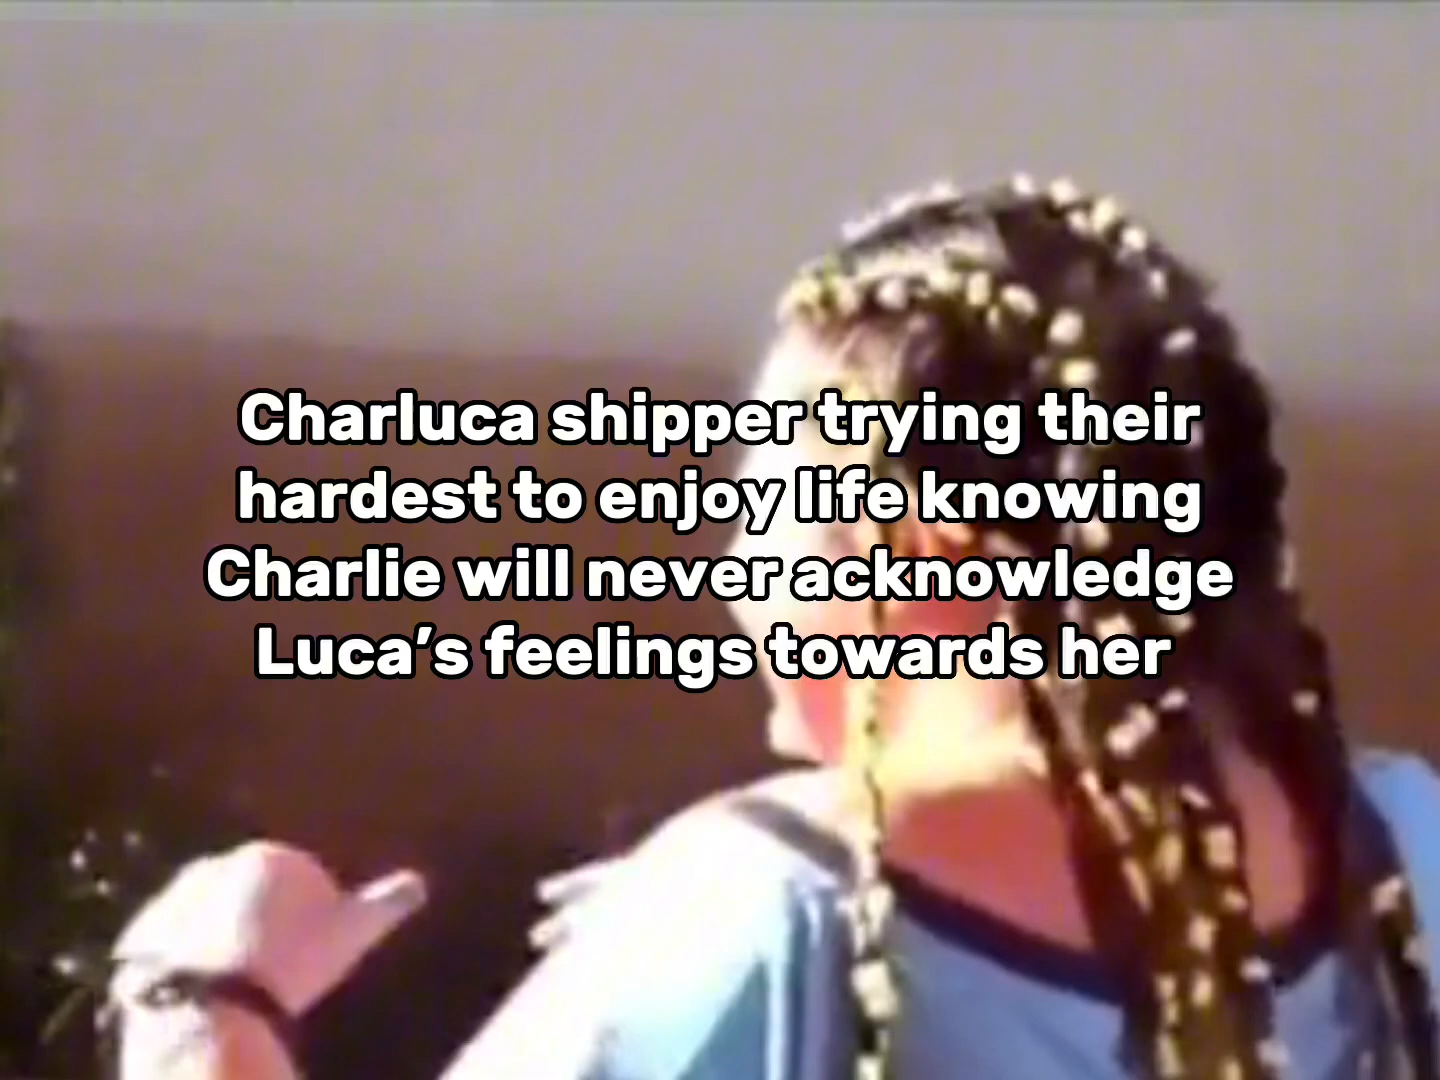 Charluca shipper trying their
hardest to enjoy life knowing
Charlie will never acknowledge
Luca’s feelings towards her